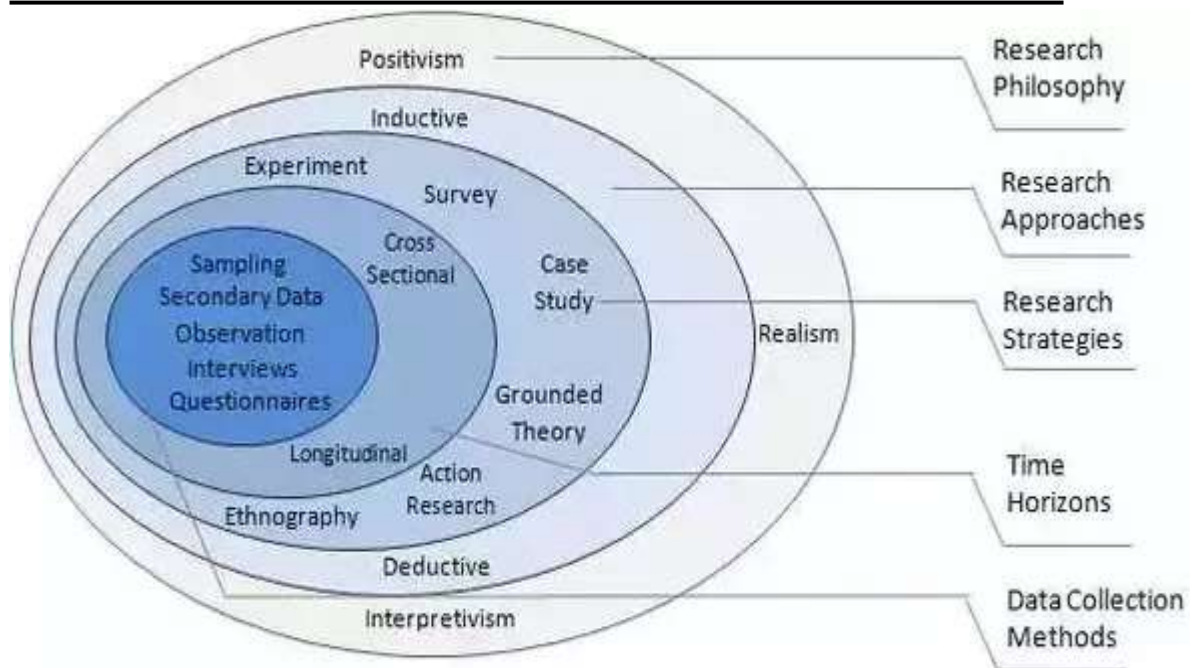 Positivism
Inductive
Experiment
Survey
Cross
Sectional
Case
Study
Sampling
Secondary Data
Observation
Interviews
Questionnaires
Realism
Grounded
Theory
Longitudinal
Action
Research
Ethnography
Deductive
Interpretivism
Research
Philosophy
Research
Approaches
Research
Strategies
Time
Horizons
Data Collection
Methods